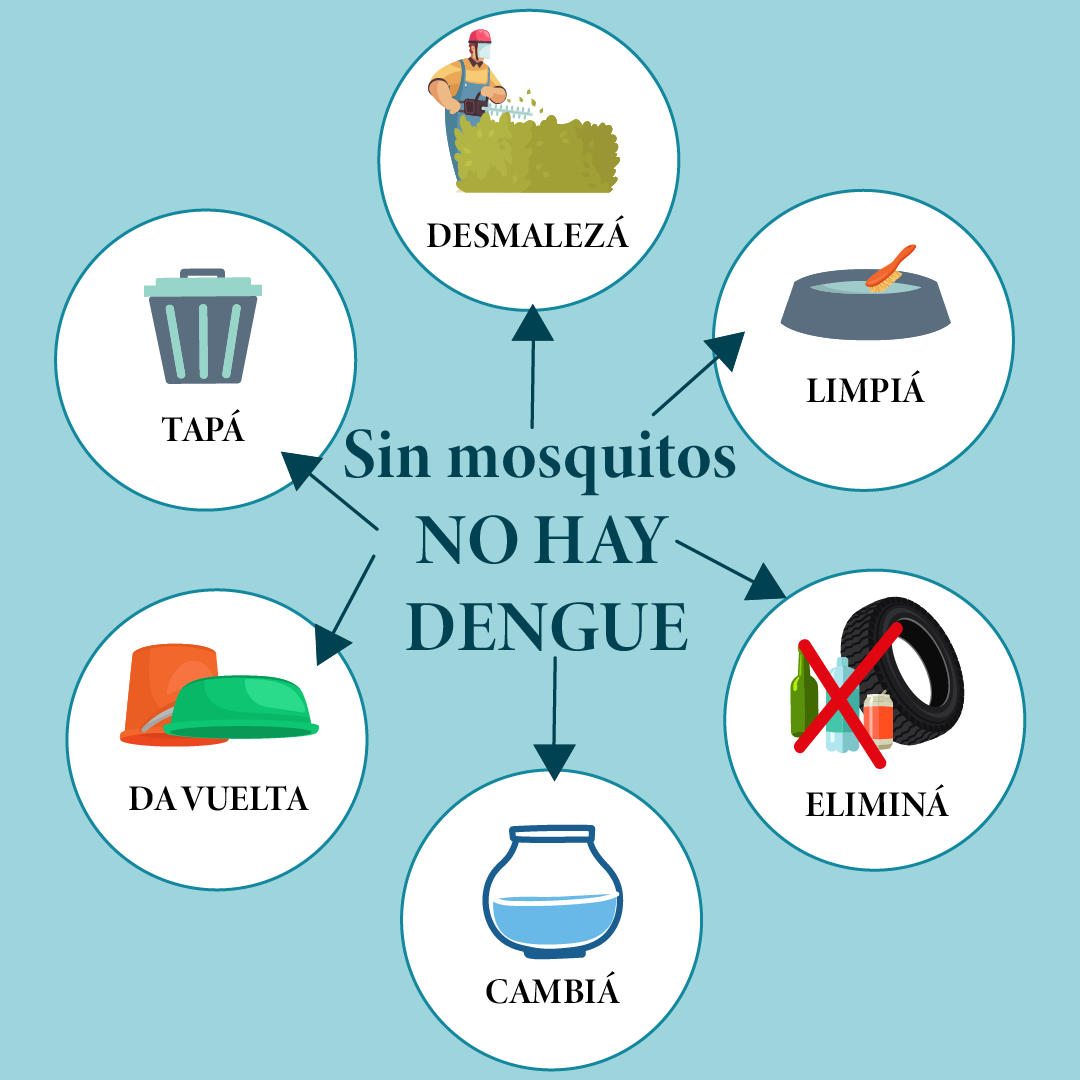 DESMALEZÁ
LIMPIÁ
TAPÁ
Sin mosquitos
NO HAY
DENGUE
DA VUELTA
ELIMINÁ
CAMBIÁ